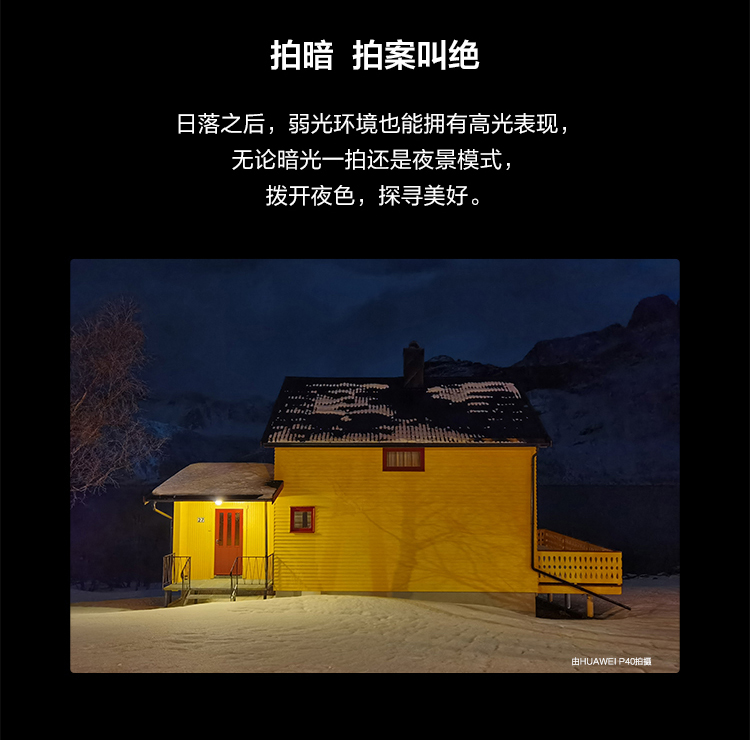 拍暗 拍案叫绝
日落之后，弱光环境也能拥有高光表现，
无论暗光一拍还是夜景模式，
拨开夜色，探寻美好。
由HUAWEI P40拍摄